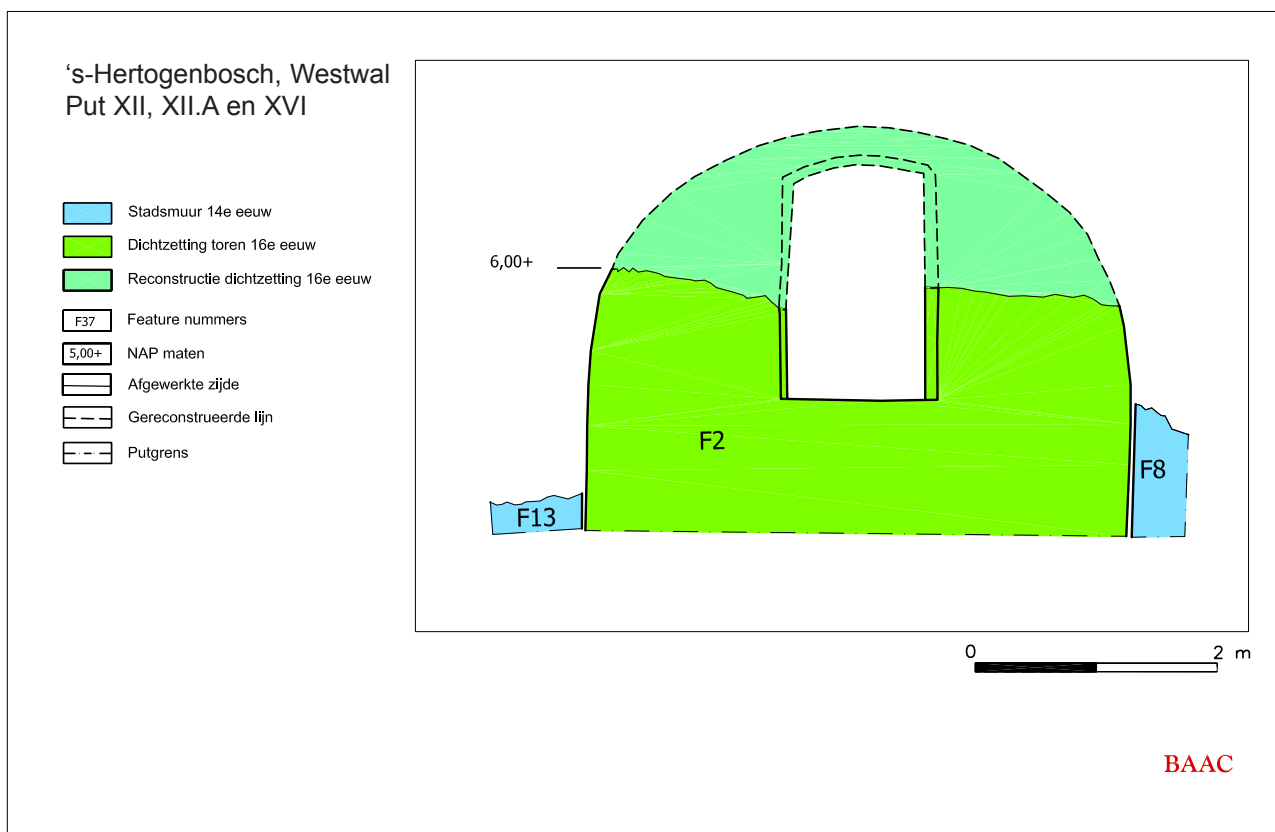 ‘s-Hertogenbosch, Westwal
Put XII, XII.A en XVI
Stadsmuur 14e eeuw
Dichtzetting toren 16e eeuw
Reconstructie dichtzetting 16e eeuw
F37 Feature nummers
5,00+ NAP maten
Afgewerkte zijde
Gereconstrueerde lijn
Putgrens
6,00+
F2
F8
F13
0 2 m
BAAC